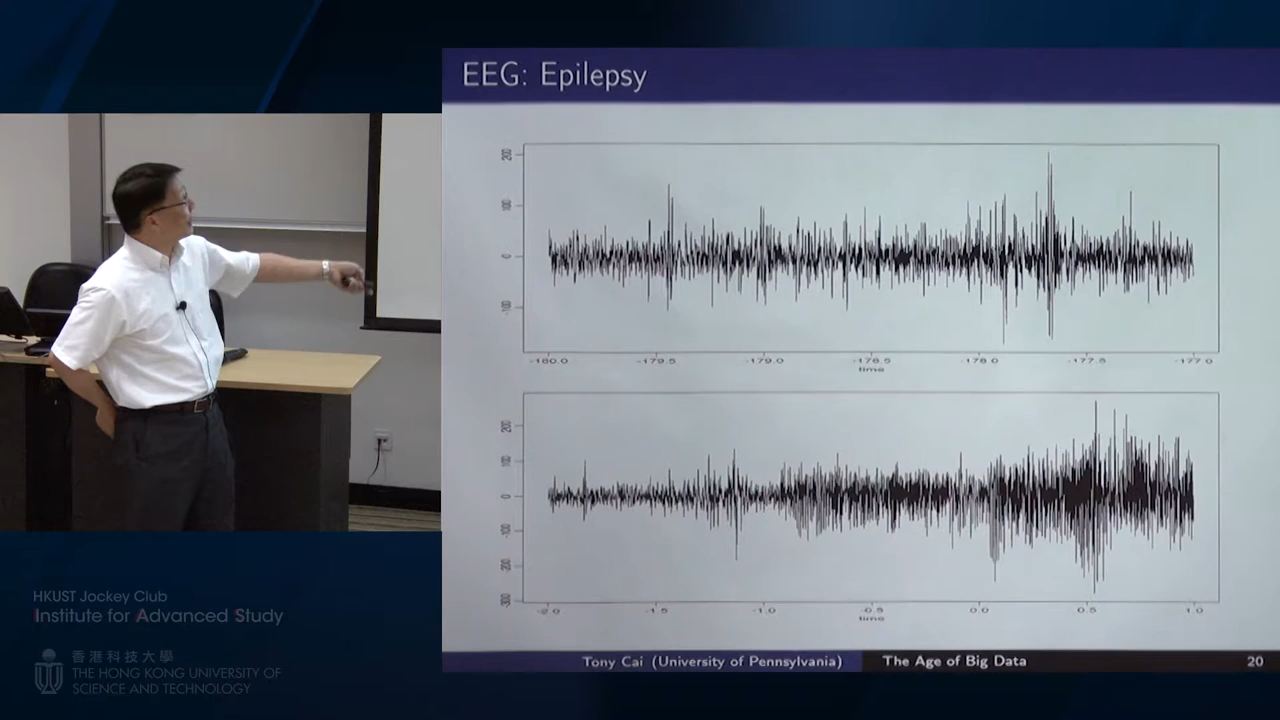 EEG: Epilepsy
200
100
0
-100
-180.0 -179.5 -179.0 -178.5 -178.0 -177.5 -177.0
time
200
100
0
-100
-200
-300
-2.0 -1.5 -1.0 -0.5 0.0 0.5 1.0
time
Tony Cai (University of Pennsylvania) The Age of Big Data 20
HKUST Jockey Club
Institute for Advanced Study
香港科技大學
THE HONG KONG UNIVERSITY OF
SCIENCE AND TECHNOLOGY